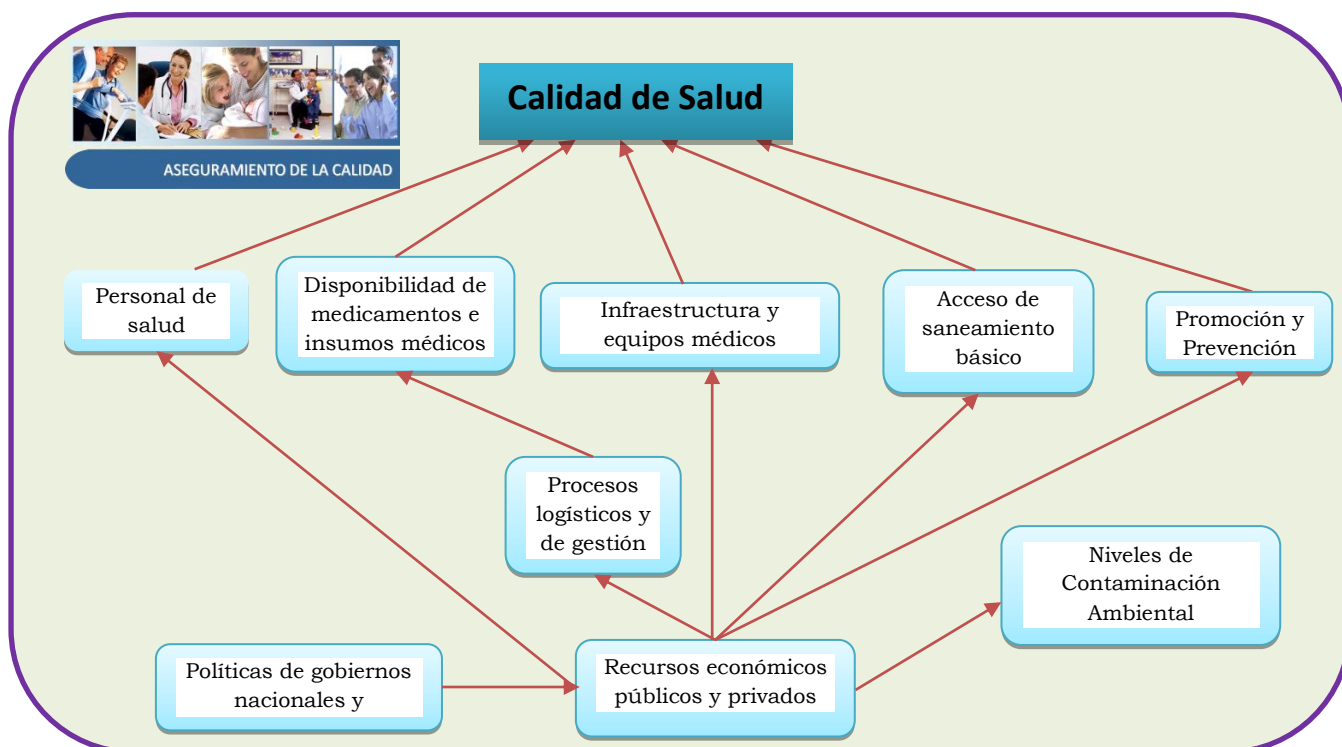 Calidad de Salud
ASEGURAMIENTO DE LA CALIDAD
Personal de
salud
Disponibilidad de
medicamentos e
insumos médicos
Infraestructura y
equipos médicos
Acceso de
saneamiento
básico
Promoción y
Prevención
Procesos
logísticos y
de gestión
Niveles de
Contaminación
Ambiental
Políticas de gobiernos
nacionales y
Recursos económicos
públicos y privados